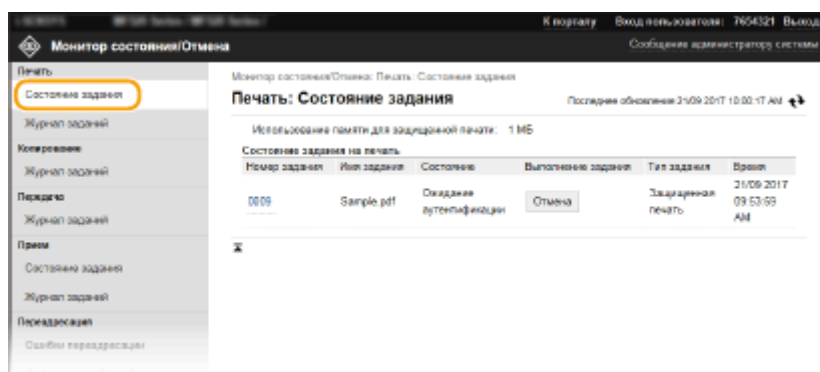 К порталу Вход пользователя: 7654321 Выход
Монитор состояния/Отмена
Сообщение администратору системы
Печать
Состояние задания
Журнал заданий
Копирование
Журнал заданий
Передача
Журнал заданий
Прием
Состояние задания
Журнал заданий
Переадресация
Ошибки переадресации
Монитор состояния/Отмена: Печать: Состояние задания
Печать: Состояние задания
Последнее обновление 21/09 2017 10:00:17 AM
Использование памяти для защищенной печати: 1 МБ
Состояние задания на печать
Номер задания Имя задания Состояние Выполнение задания Тип задания Время
0009 Sample.pdf Ожидание аутентификации Отмена Защищенная печать 21/09 2017 09:53:59 AM